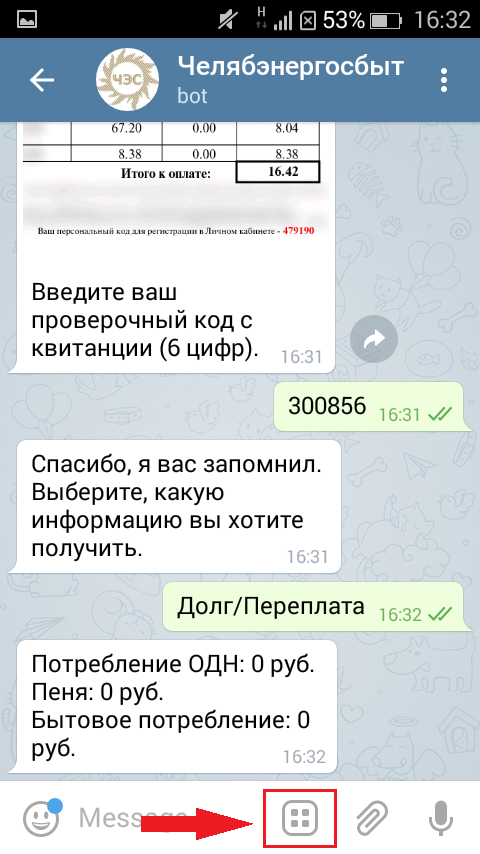 H 53% 16:32
ЧЭС
Челябэнергосбыт
bot
67.20 0.00 8.04
8.38 0.00 8.38
Итого к оплате: 16.42
Ваш персональный код для регистрации в Личном кабинете - 479190
Введите ваш
проверочный код с
квитанции (6 цифр).
16:31
300856 16:31
Спасибо, я вас запомнил.
Выберите, какую
информацию вы хотите
получить.
16:31
Долг/Переплата 16:32
Потребление ОДН: 0 руб.
Пеня: 0 руб.
Бытовое потребление: 0
руб.
16:32
Message